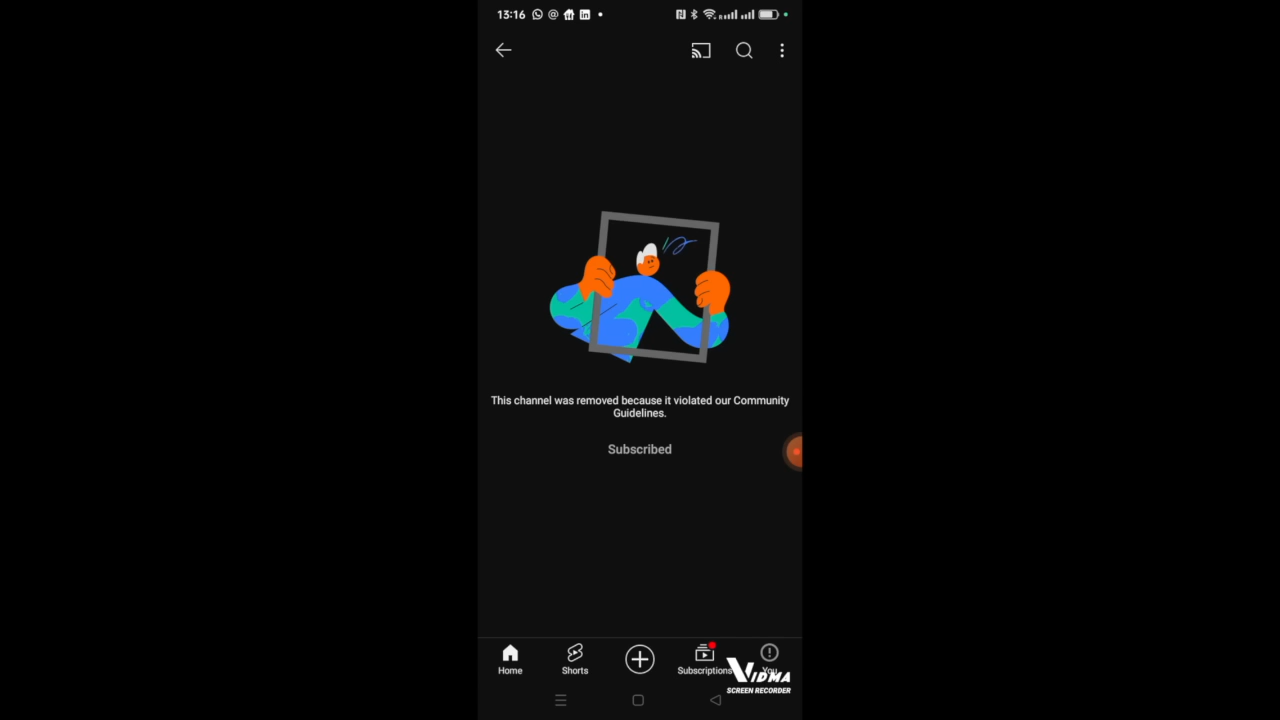 13:16
This channel was removed because it violated our Community
Guidelines.
Subscribed
Home
Shorts
Subscriptions
You
VIDMA
SCREEN RECORDER